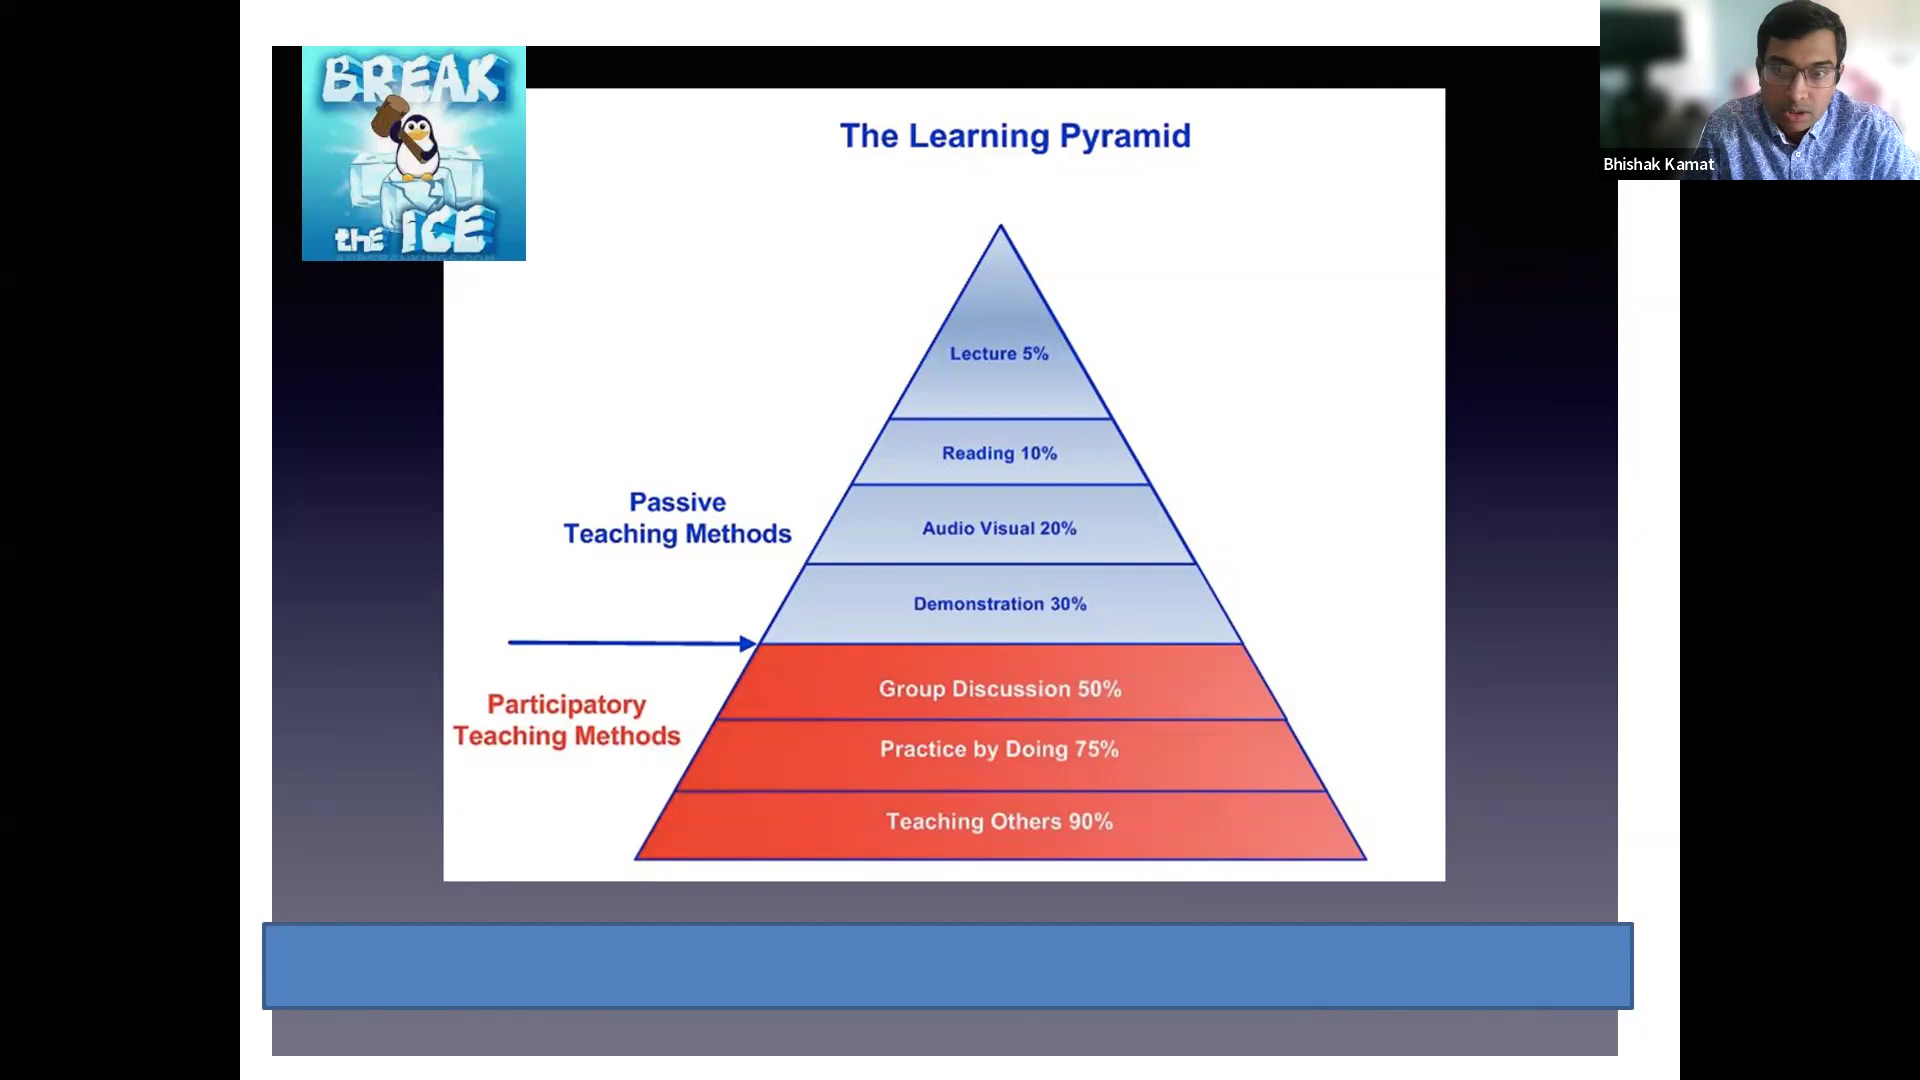 BREAK
the ICE
The Learning Pyramid
Bhishak Kamat
Lecture 5%
Reading 10%
Passive
Teaching Methods
Audio Visual 20%
Demonstration 30%
Participatory
Teaching Methods
Group Discussion 50%
Practice by Doing 75%
Teaching Others 90%